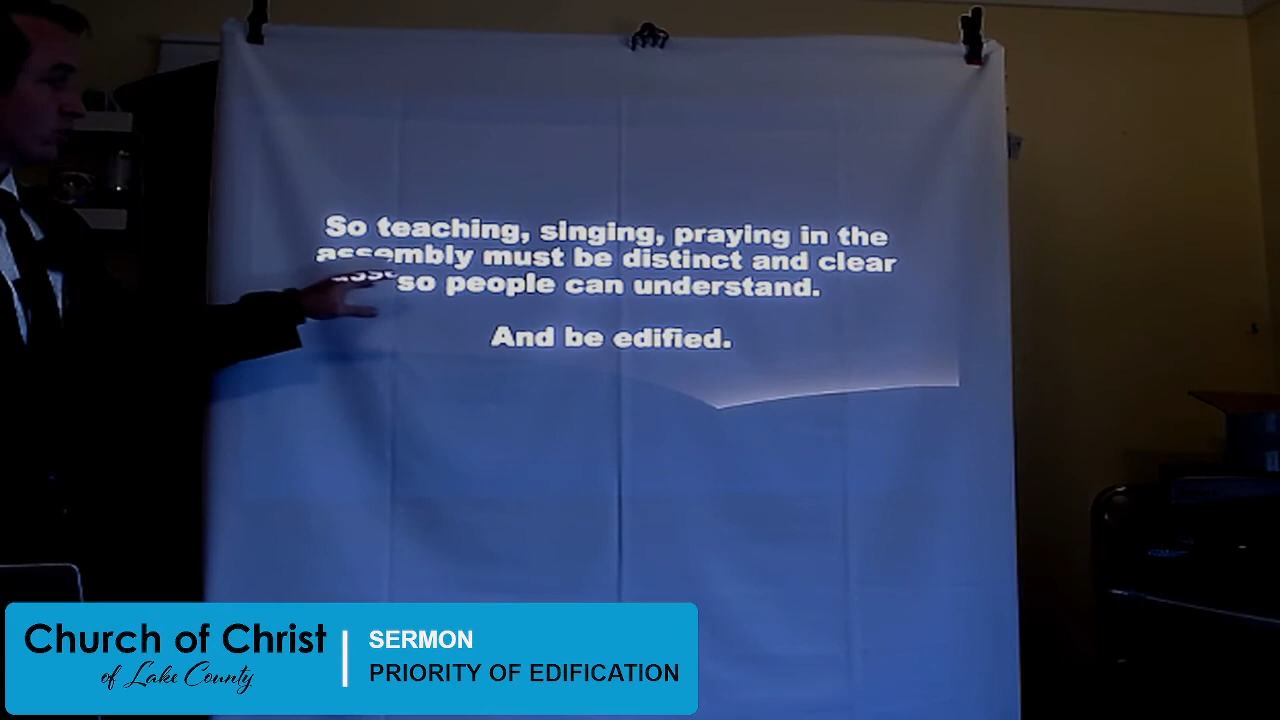 So teaching, singing, praying in the
assembly must be distinct and clear
so people can understand.
And be edified.
Church of Christ
of Lake County
SERMON
PRIORITY OF EDIFICATION